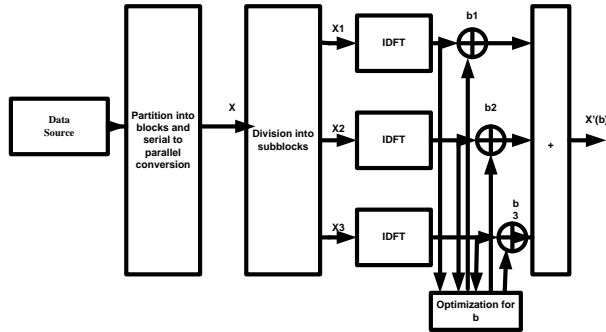 Data
Source
Partition into
blocks and
serial to
parallel
conversion
X
Division into
subblocks
X1
IDFT
b1
X2
IDFT
b2
X3
IDFT
b
3
+
X'(b)
Optimization for
b